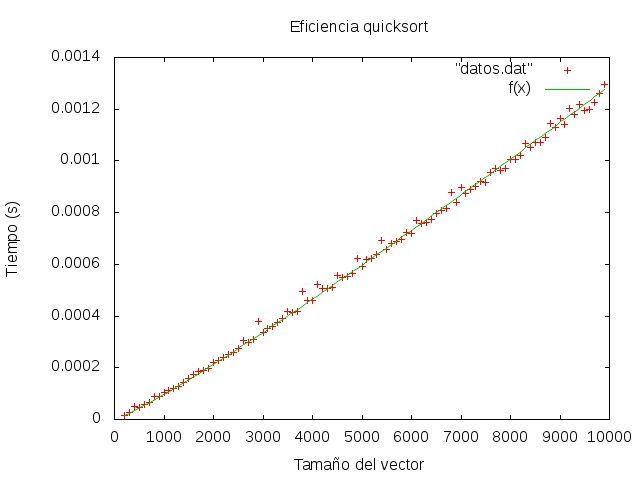 Eficiencia quicksort
0.0014
"datos.dat"
f(x)
0.0012
0.001
0.0008
0.0006
0.0004
0.0002
0
Tiempo (s)
0 1000 2000 3000 4000 5000 6000 7000 8000 9000 10000
Tamaño del vector